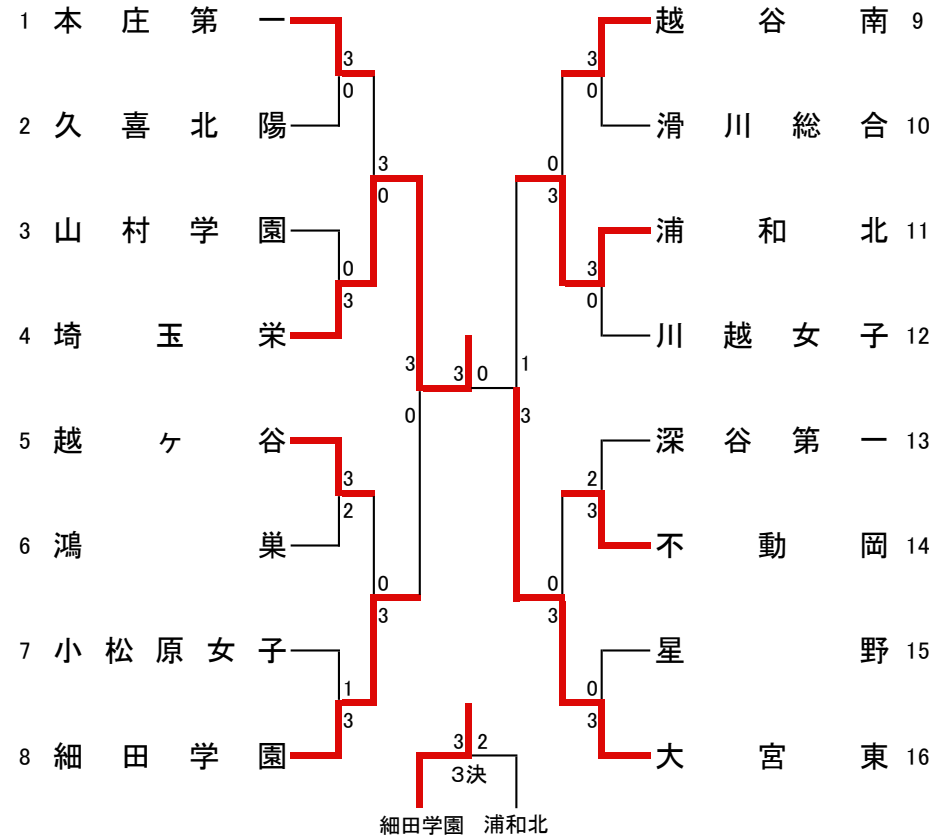 1 本庄第一
3
0
2 久喜北陽
3
0
3 山村学園
0
3
4 埼玉栄
3
0
5 越ヶ谷
3
2
6 鴻巣
0
3
7 小松原女子
1
3
8 細田学園
3 0
越谷南 9
3
0
滑川総合 10
0
3
浦和北 11
3
0
川越女子 12
1
3
深谷第一 13
2
3
不動岡 14
0
3
星野 15
0
3
大宮東 16
3 2
3決
細田学園 浦和北